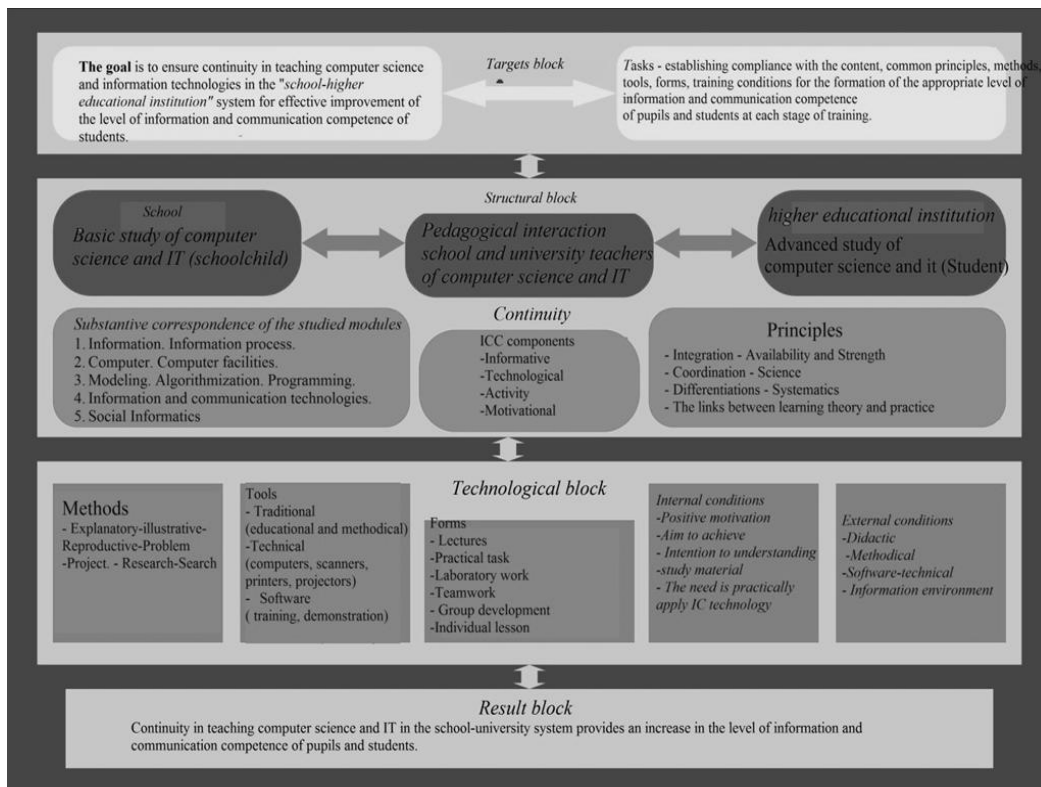 Targets block
The goal is to ensure continuity in teaching computer science
and information technologies in the "school-higher
educational institution" system for effective improvement of
the level of information and communication competence of
students.
Tasks - establishing compliance with the content, common principles, methods,
tools, forms, training conditions for the formation of the appropriate level of
information and communication competence
of pupils and students at each stage of training.
Structural block
School
Basic study of computer
science and IT (schoolchild)
Pedagogical interaction
school and university teachers
of computer science and IT
higher educational institution
Advanced study of
computer science and it (Student)
Substantive correspondence of the studied modules
1. Information. Information process.
2. Computer. Computer facilities.
3. Modeling. Algorithmization. Programming.
4. Information and communication technologies.
5. Social Informatics
Continuity
ICC components
-Informative
-Technological
-Activity
-Motivational
Principles
- Integration - Availability and Strength
- Coordination - Science
- Differentiations - Systematics
- The links between learning theory and practice
Technological block
Methods
- Explanatory-illustrative-
Reproductive-Problem
-Project. - Research-Search
Tools
- Traditional
(educational and methodical)
-Technical
(computers, scanners,
printers, projectors)
- Software
( training, demonstration)
Forms
- Lectures
-Practical task
-Laboratory work
-Teamwork
- Group development
-Individual lesson
Internal conditions
-Positive motivation
-Aim to achieve
- Intention to understanding
-study material
- The need is practically
apply IC technology
External conditions
-Didactic
-Methodical
-Software-technical
- Information environment
Result block
Continuity in teaching computer science and IT in the school-university system provides an increase in the level of information and
communication competence of pupils and students.